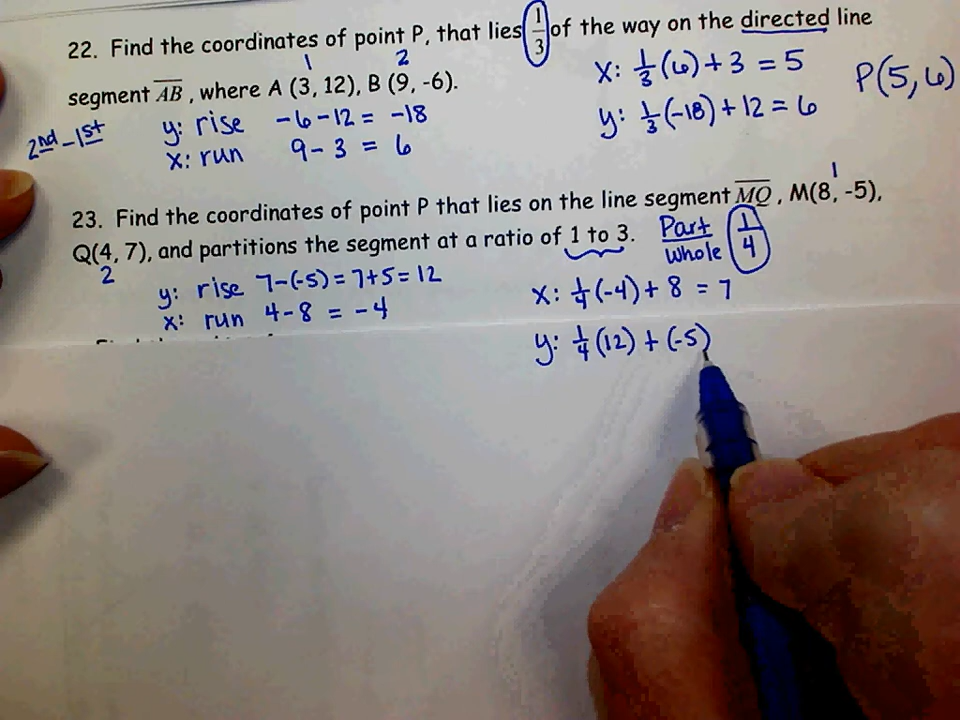 22. Find the coordinates of point P, that lies 1/3 of the way on the directed line
1 2
segment AB, where A (3, 12), B (9, -6).
2nd - 1st
y: rise -6-12 = -18
x: run 9-3 = 6
x: 1/3(6)+3 = 5
y: 1/3(-18)+12 = 6
P(5,6)
1
23. Find the coordinates of point P that lies on the line segment MQ, M(8, -5),
Q(4, 7), and partitions the segment at a ratio of 1 to 3. Part/Whole 1/4
2
y: rise 7-(-5) = 7+5 = 12
x: run 4-8 = -4
x: 1/4(-4)+8 = 7
y: 1/4(12)+(-5)